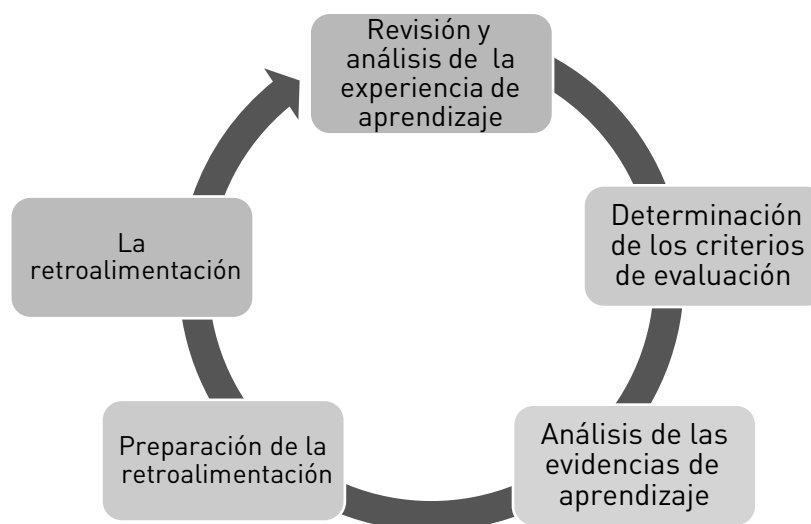 Revisión y
análisis de la
experiencia de
aprendizaje
Determinación
de los criterios
de evaluación
Análisis de las
evidencias de
aprendizaje
Preparación de la
retroalimentación
La
retroalimentación